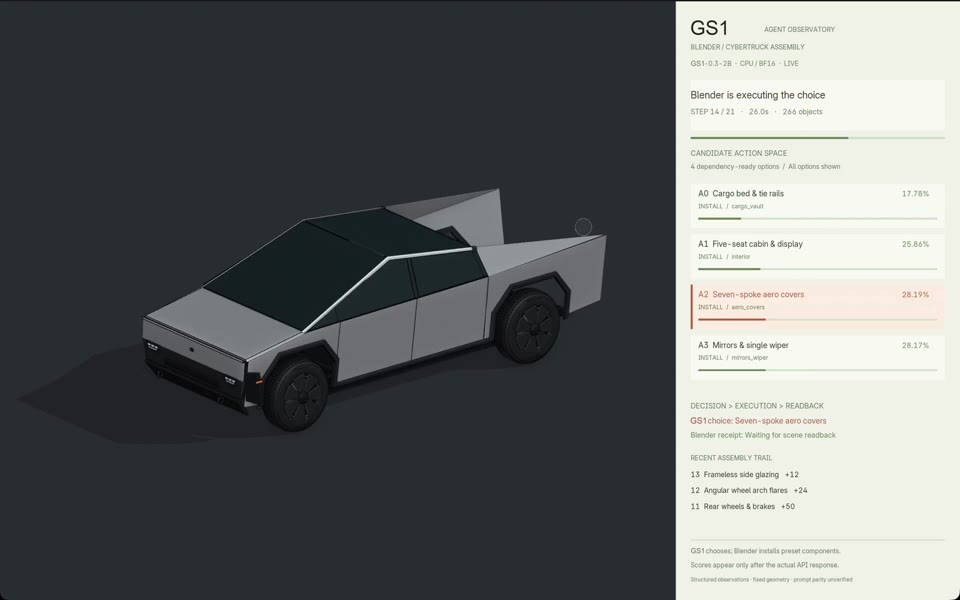 GS1 AGENT OBSERVATORY
BLENDER / CYBERTRUCK ASSEMBLY
GS1-0.3-2B · CPU / BF16 · LIVE
Blender is executing the choice
STEP 14 / 21 · 26.0s · 266 objects
CANDIDATE ACTION SPACE
4 dependency-ready options / All options shown
A0 Cargo bed & tie rails 17.78%
INSTALL / cargo_vault
A1 Five-seat cabin & display 25.86%
INSTALL / interior
A2 Seven-spoke aero covers 28.19%
INSTALL / aero_covers
A3 Mirrors & single wiper 28.17%
INSTALL / mirrors_wiper
DECISION > EXECUTION > READBACK
GS1 choice: Seven-spoke aero covers
Blender receipt: Waiting for scene readback
RECENT ASSEMBLY TRAIL
13 Frameless side glazing +12
12 Angular wheel arch flares +24
11 Rear wheels & brakes +50
GS1 chooses; Blender installs preset components.
Scores appear only after the actual API response.
Structured observations · fixed geometry · prompt parity unverified